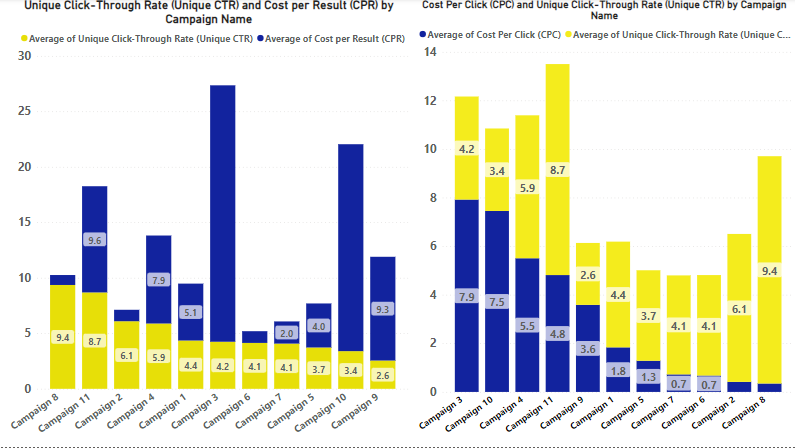 Unique Click-Through Rate (Unique CTR) and Cost per Result (CPR) by
Campaign Name
Average of Unique Click-Through Rate (Unique CTR) Average of Cost per Result (CPR)
30
25
20
15
10
5
0
9.4
9.6
8.7
6.1
7.9
5.9
5.1
4.4
4.2
4.1
2.0
4.1
4.0
3.7
3.4
9.3
2.6
Campaign 8
Campaign 11
Campaign 2
Campaign 4
Campaign 1
Campaign 3
Campaign 6
Campaign 7
Campaign 5
Campaign 10
Campaign 9
Cost Per Click (CPC) and Unique Click-Through Rate (Unique CTR) by Campaign
Name
Average of Cost Per Click (CPC) Average of Unique Click-Through Rate (Unique C...
14
12
10
8
6
4
2
0
4.2
7.9
3.4
7.5
5.9
5.5
8.7
4.8
2.6
3.6
4.4
1.8
3.7
1.3
4.1
0.7
4.1
0.7
6.1
9.4
Campaign 3
Campaign 10
Campaign 4
Campaign 11
Campaign 9
Campaign 1
Campaign 5
Campaign 7
Campaign 6
Campaign 2
Campaign 8